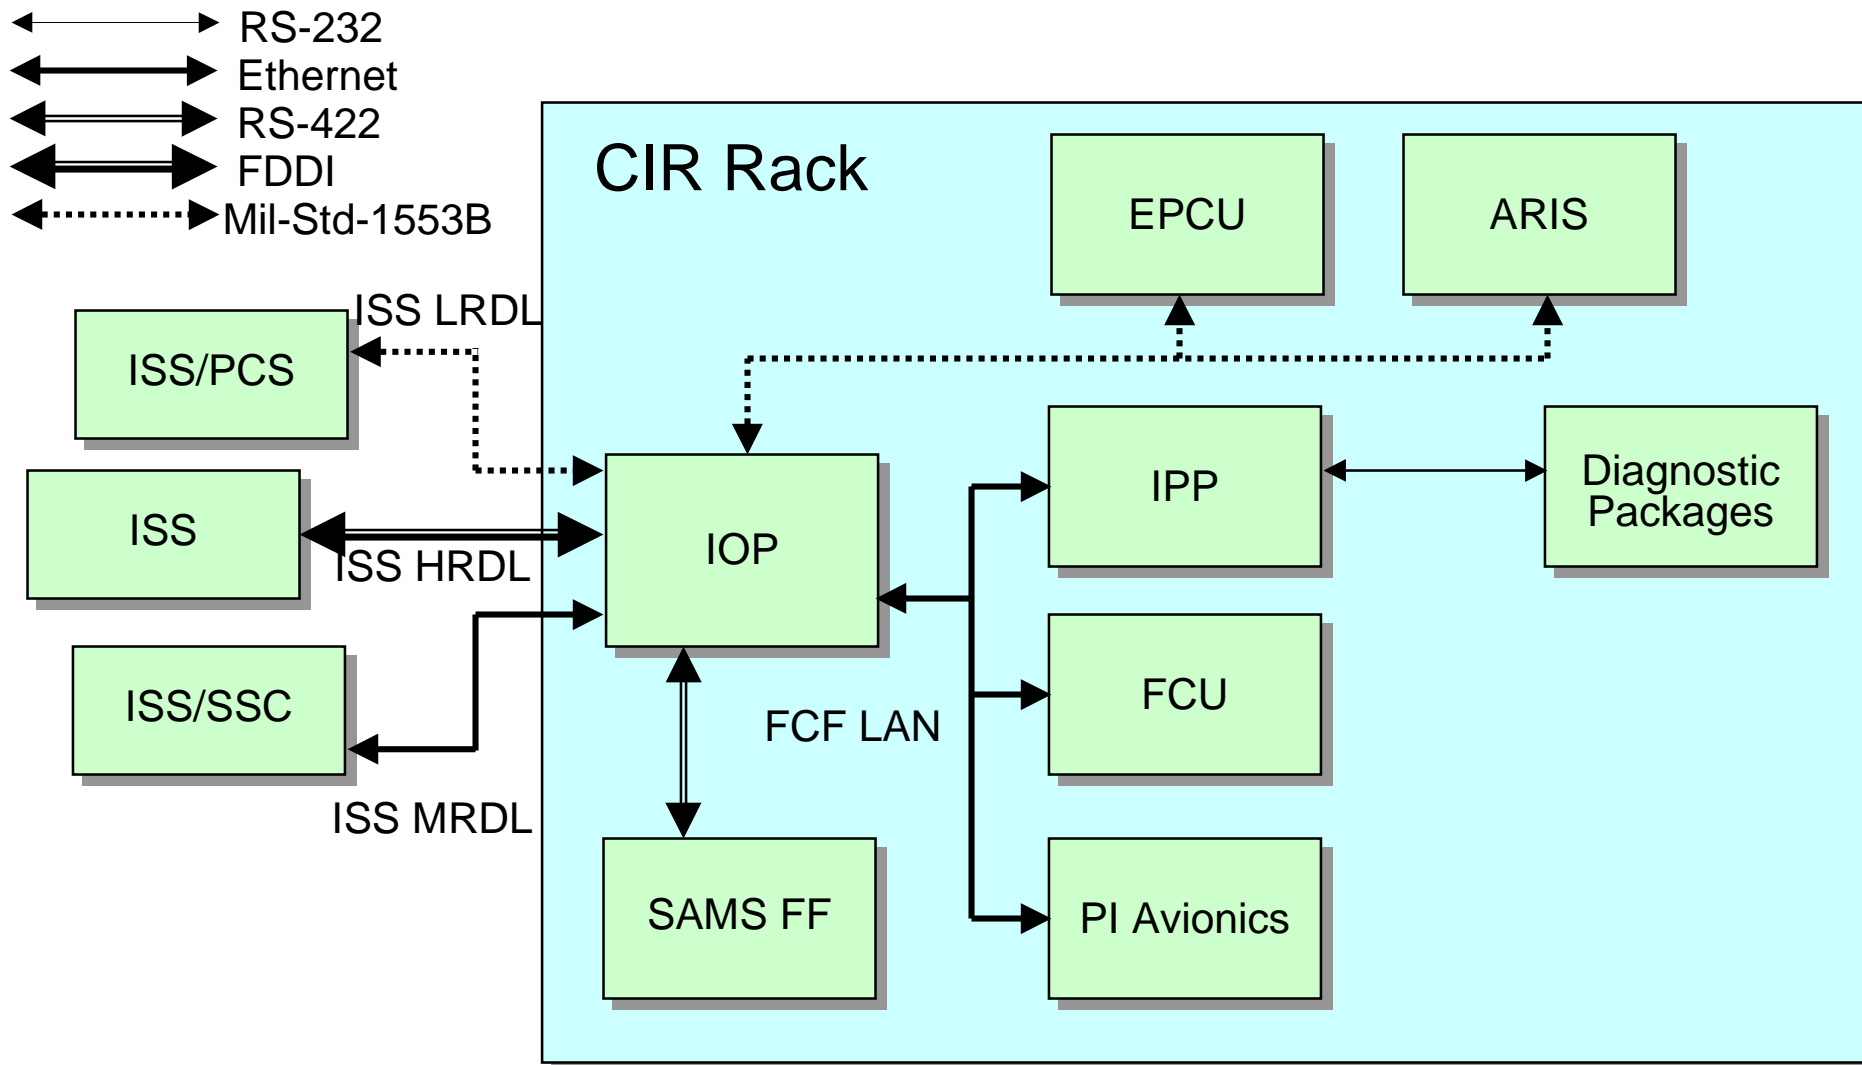 RS-232
Ethernet
RS-422
FDDI
Mil-Std-1553B
CIR Rack
EPCU
ARIS
ISS LRDL
ISS/PCS
ISS
ISS HRDL
IOP
IPP
Diagnostic
Packages
ISS/SSC
FCU
FCF LAN
ISS MRDL
SAMS FF
PI Avionics